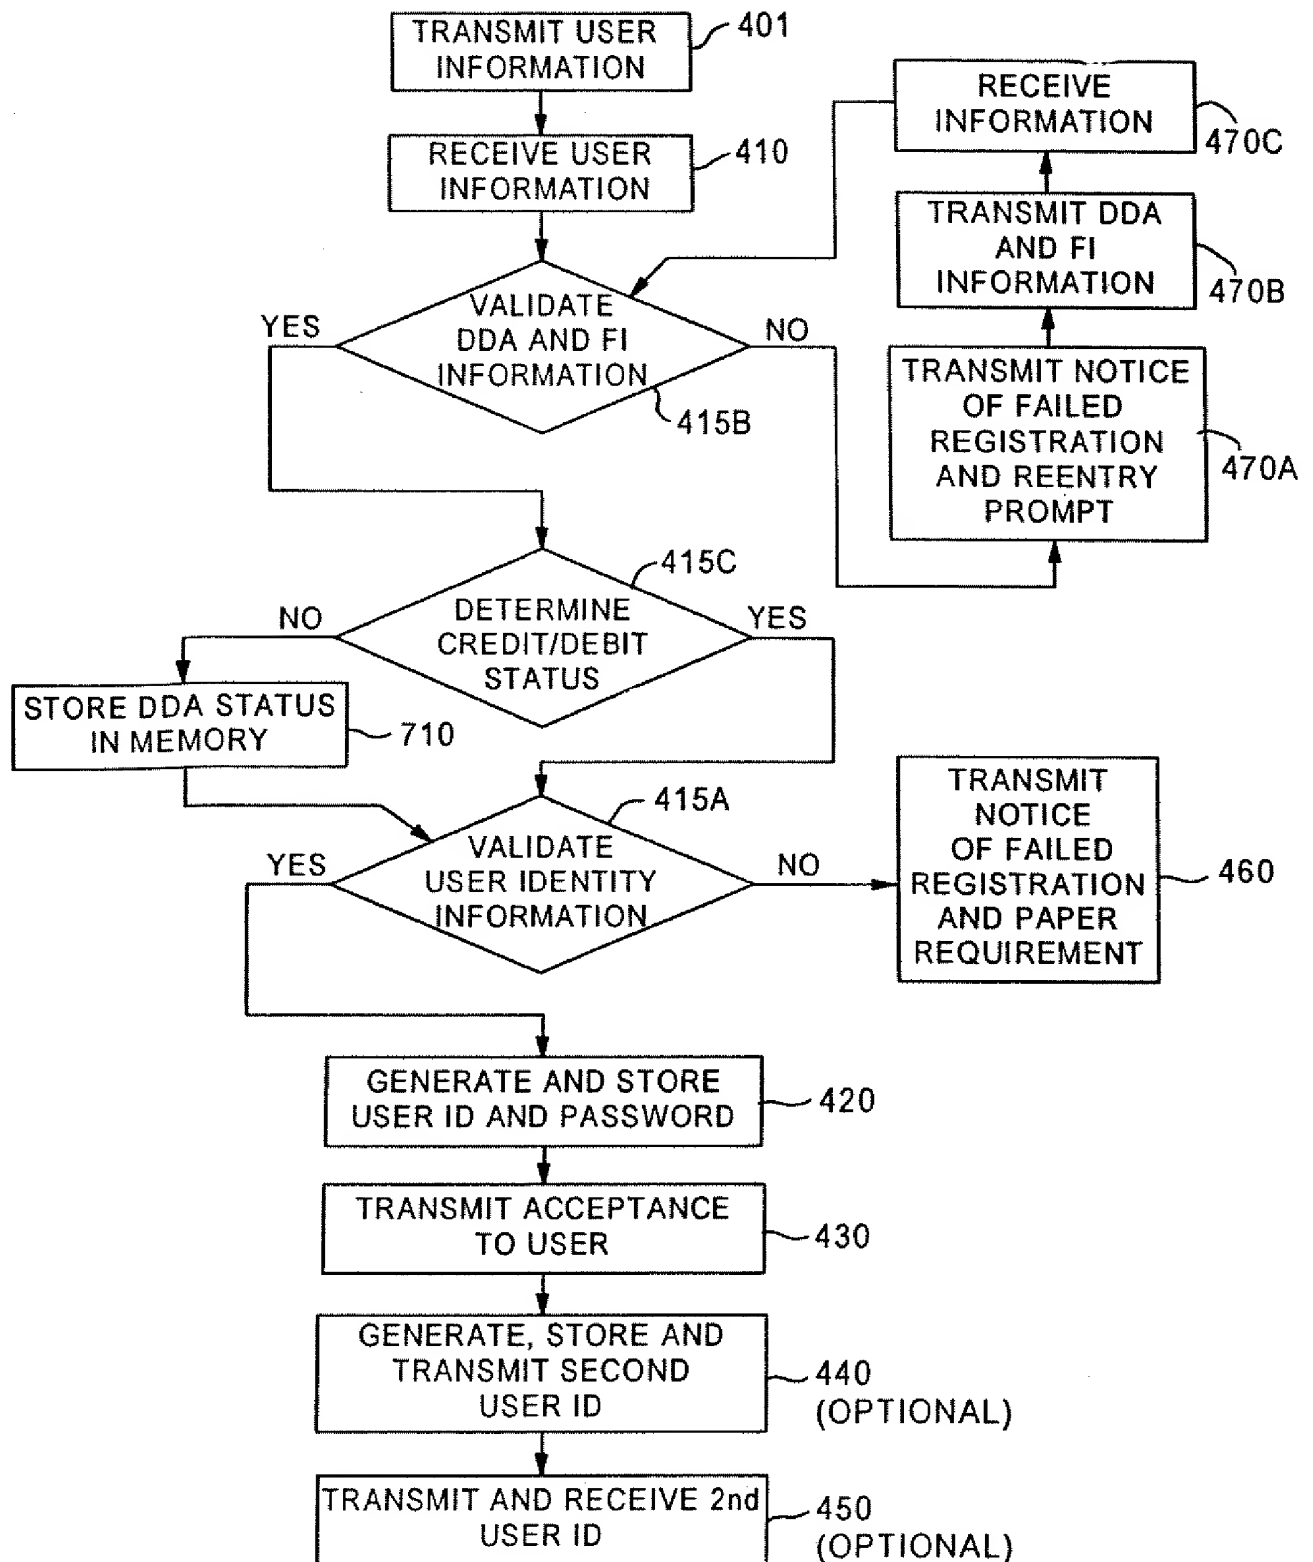 TRANSMIT USER
INFORMATION
401
RECEIVE USER
INFORMATION
410
RECEIVE
INFORMATION
470C
TRANSMIT DDA
AND FI
INFORMATION
470B
TRANSMIT NOTICE
OF FAILED
REGISTRATION
AND REENTRY
PROMPT
470A
YES
VALIDATE
DDA AND FI
INFORMATION
NO
415B
415C
NO
DETERMINE
CREDIT/DEBIT
STATUS
YES
STORE DDA STATUS
IN MEMORY
710
415A
YES
VALIDATE
USER IDENTITY
INFORMATION
NO
TRANSMIT
NOTICE
OF FAILED
REGISTRATION
AND PAPER
REQUIREMENT
460
GENERATE AND STORE
USER ID AND PASSWORD
420
TRANSMIT ACCEPTANCE
TO USER
430
GENERATE, STORE AND
TRANSMIT SECOND
USER ID
440
(OPTIONAL)
TRANSMIT AND RECEIVE 2nd
USER ID
450
(OPTIONAL)